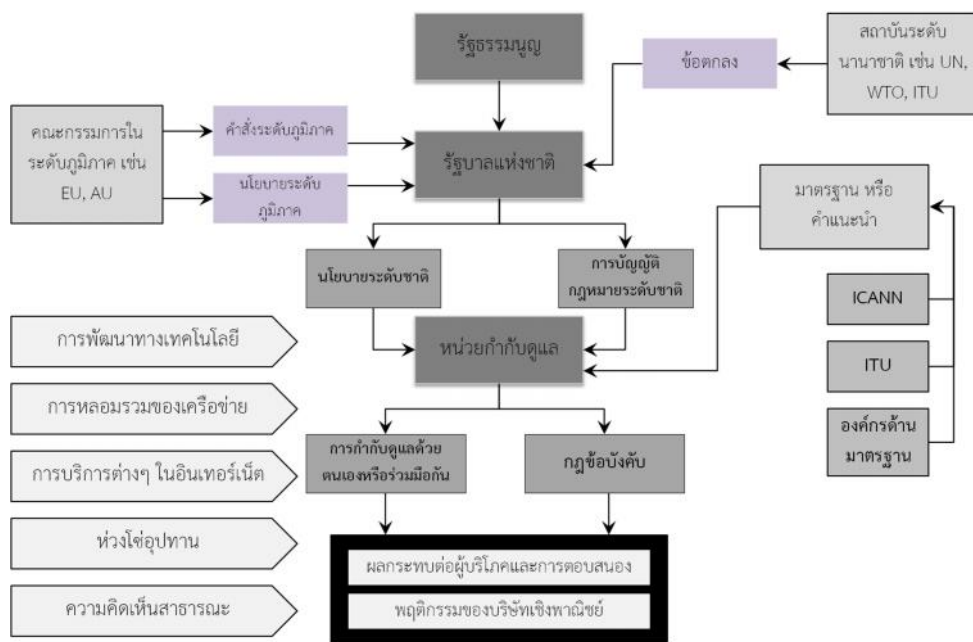 รัฐธรรมนูญ
สถาบันระดับ
นานาชาติ เช่น UN,
WTO, ITU
ข้อตกลง
คณะกรรมการใน
ระดับภูมิภาค เช่น
EU, AU
คำสั่งระดับภูมิภาค
นโยบายระดับ
ภูมิภาค
รัฐบาลแห่งชาติ
มาตรฐาน หรือ
คำแนะนำ
นโยบายระดับชาติ
การบัญญัติ
กฎหมายระดับชาติ
ICANN
ITU
องค์กรด้าน
มาตรฐาน
การพัฒนาทางเทคโนโลยี
หน่วยกำกับดูแล
การหลอมรวมของเครือข่าย
การกำกับดูแลด้วย
ตนเองหรือร่วมมือกัน
กฎข้อบังคับ
การบริการต่างๆ ในอินเทอร์เน็ต
ห่วงโซ่อุปทาน
ความคิดเห็นสาธารณะ
ผลกระทบต่อผู้บริโภคและการตอบสนอง
พฤติกรรมของบริษัทเชิงพาณิชย์